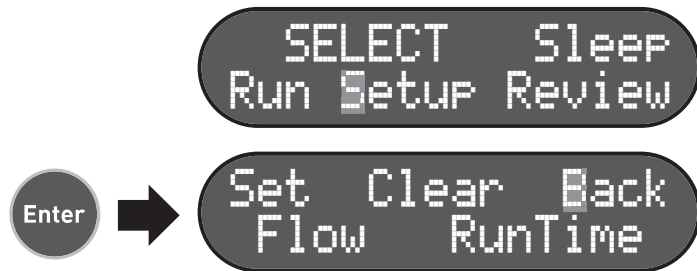 SELECT Sleep
Run Setup Review
Enter
Set Clear Back
Flow RunTime